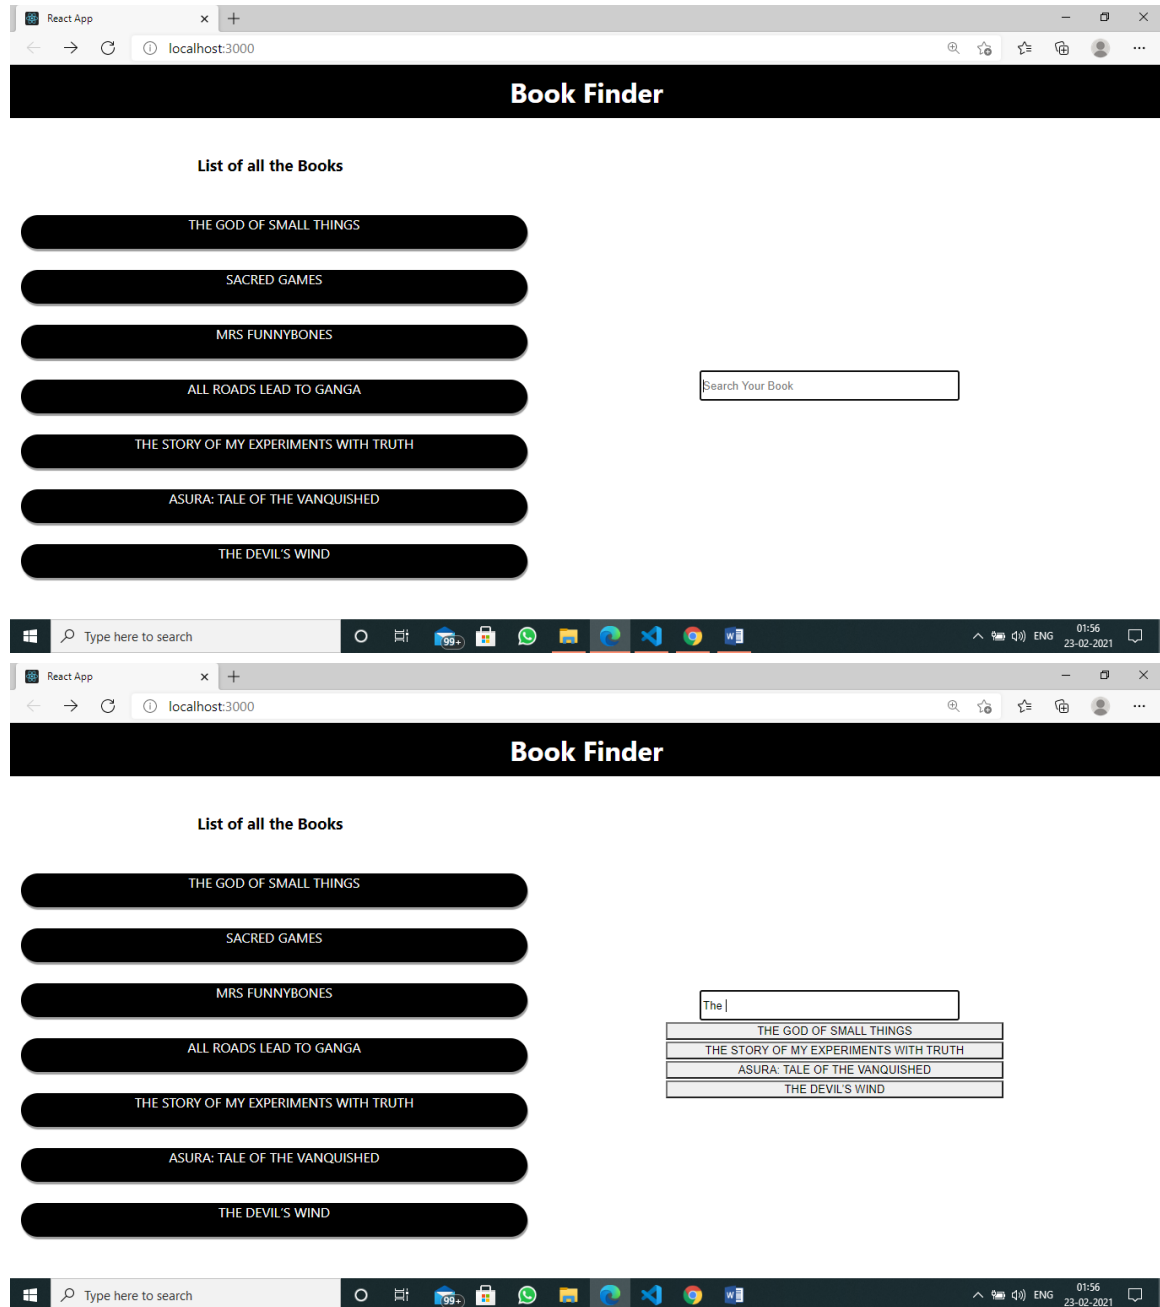 React App
localhost:3000
Book Finder
List of all the Books
THE GOD OF SMALL THINGS
SACRED GAMES
MRS FUNNYBONES
ALL ROADS LEAD TO GANGA
THE STORY OF MY EXPERIMENTS WITH TRUTH
ASURA: TALE OF THE VANQUISHED
THE DEVIL'S WIND
Search Your Book
Type here to search
99+
W
ENG
01:56
23-02-2021
React App
localhost:3000
Book Finder
List of all the Books
THE GOD OF SMALL THINGS
SACRED GAMES
MRS FUNNYBONES
ALL ROADS LEAD TO GANGA
THE STORY OF MY EXPERIMENTS WITH TRUTH
ASURA: TALE OF THE VANQUISHED
THE DEVIL'S WIND
The
THE GOD OF SMALL THINGS
THE STORY OF MY EXPERIMENTS WITH TRUTH
ASURA: TALE OF THE VANQUISHED
THE DEVIL'S WIND
Type here to search
99+
W
ENG
01:56
23-02-2021